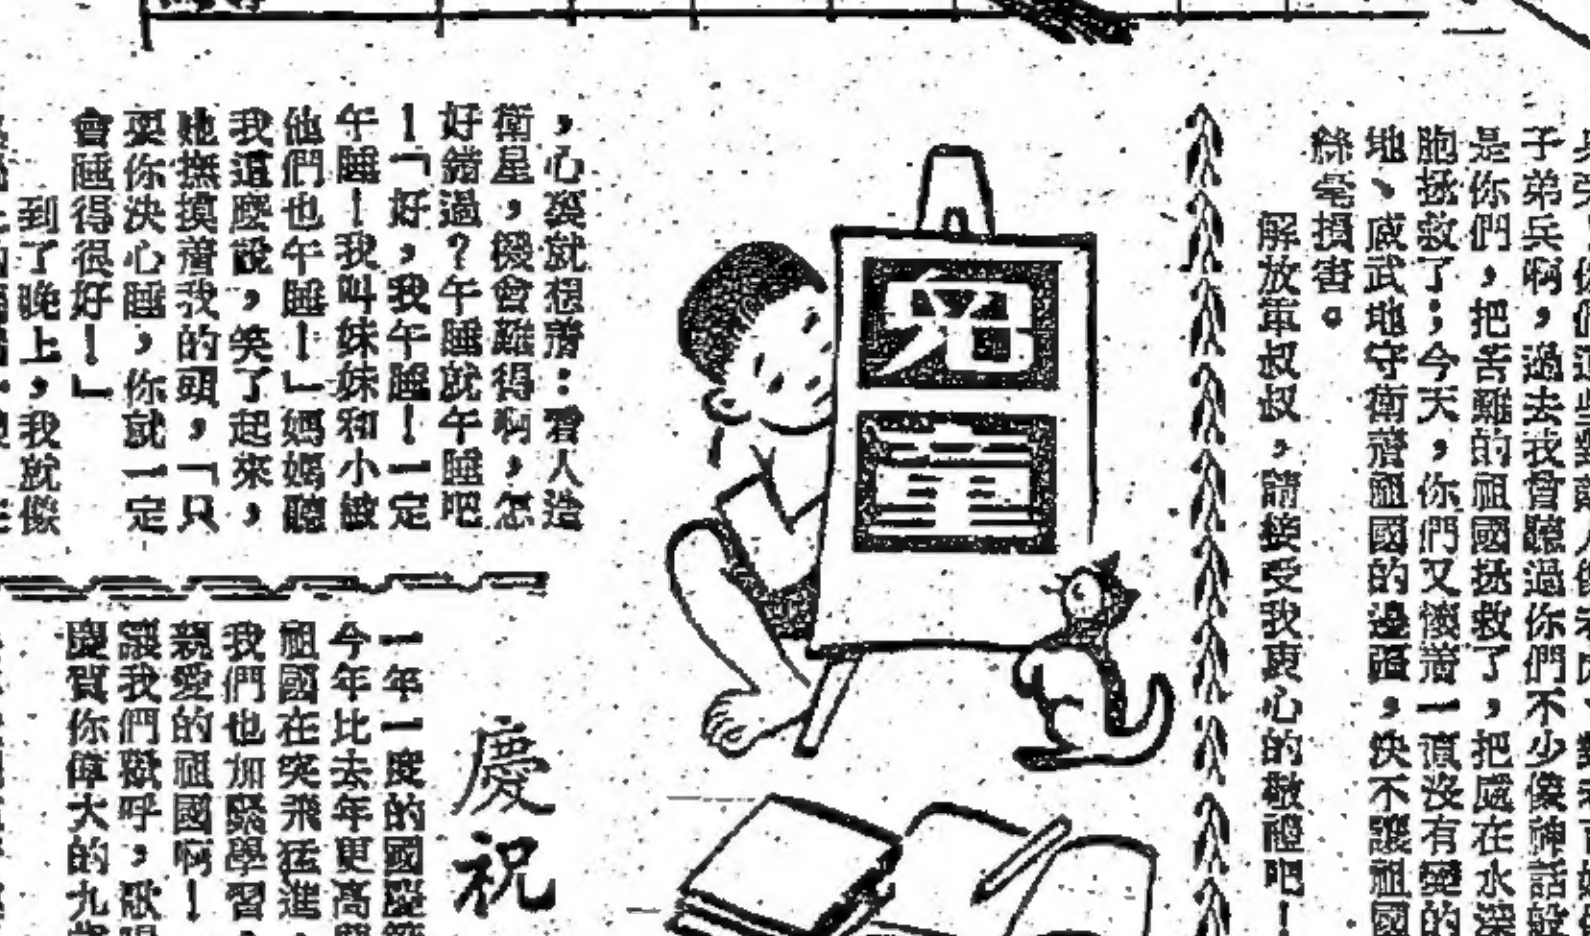 子弟兵啊，過去我曾聽過你們不少像神話般
是你們，把苦難的祖國拯救了，把處在水深
胞拯救了；今天，你們又懷着一直沒有變的
地、威武地守衛着祖國的邊疆，決不讓祖國
絲毫損害。
解放軍叔叔，請接受我衷心的敬禮吧！
兒童
，心裏就想着：看人造
衛星，機會難得啊，怎
好錯過？午睡就午睡吧
！「好，我午睡！一定
午睡！我叫妹妹和小敏
他們也午睡！」媽媽聽
我這麼說，笑了起來，
她撫摸着我的頭，「只
要你決心睡，你就一定
會睡得很好！」
到了晚上，我就像
慶祝
一年一度的國慶節
今年比去年更高
祖國在突飛猛進，
我們也加緊學習，
親愛的祖國啊！
讓我們歡呼，歌唱
慶賀你偉大的九歲